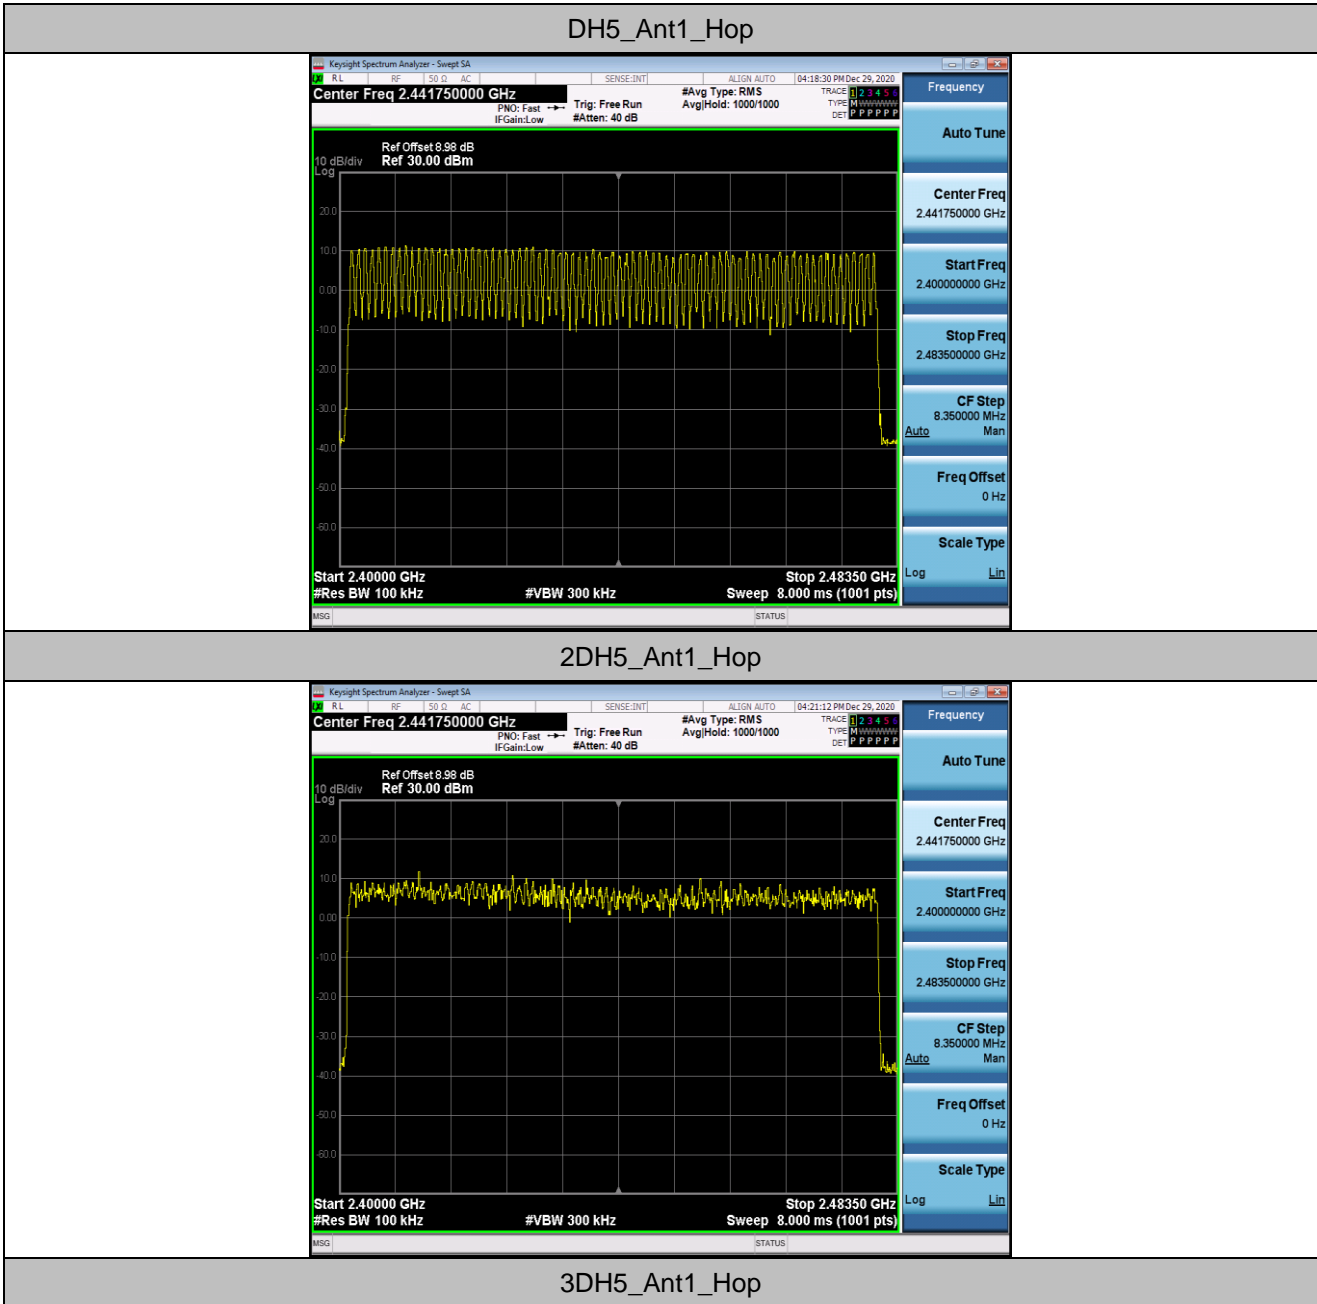 DH5_Ant1_Hop
Keysight Spectrum Analyzer - Swept SA
LXI RL RF 50 Ω AC SENSE:INT ALIGN AUTO 04:18:30 PM Dec 29, 2020
Center Freq 2.441750000 GHz
PNO: Fast
IFGain:Low
Trig: Free Run
#Atten: 40 dB
#Avg Type: RMS
Avg|Hold: 1000/1000
TRACE 1 2 3 4 5 6
TYPE M WWWWW
DET P P P P P P
Ref Offset 8.98 dB
10 dB/div Ref 30.00 dBm
Log
20.0
10.0
0.00
-10.0
-20.0
-30.0
-40.0
-50.0
-60.0
Start 2.40000 GHz Stop 2.48350 GHz
#Res BW 100 kHz #VBW 300 kHz Sweep 8.000 ms (1001 pts)
MSG STATUS
Frequency
Auto Tune
Center Freq
2.441750000 GHz
Start Freq
2.400000000 GHz
Stop Freq
2.483500000 GHz
CF Step
8.350000 MHz
Auto Man
Freq Offset
0 Hz
Scale Type
Log Lin
2DH5_Ant1_Hop
Keysight Spectrum Analyzer - Swept SA
LXI RL RF 50 Ω AC SENSE:INT ALIGN AUTO 04:21:12 PM Dec 29, 2020
Center Freq 2.441750000 GHz
PNO: Fast
IFGain:Low
Trig: Free Run
#Atten: 40 dB
#Avg Type: RMS
Avg|Hold: 1000/1000
TRACE 1 2 3 4 5 6
TYPE M WWWWW
DET P P P P P P
Ref Offset 8.98 dB
10 dB/div Ref 30.00 dBm
Log
20.0
10.0
0.00
-10.0
-20.0
-30.0
-40.0
-50.0
-60.0
Start 2.40000 GHz Stop 2.48350 GHz
#Res BW 100 kHz #VBW 300 kHz Sweep 8.000 ms (1001 pts)
MSG STATUS
Frequency
Auto Tune
Center Freq
2.441750000 GHz
Start Freq
2.400000000 GHz
Stop Freq
2.483500000 GHz
CF Step
8.350000 MHz
Auto Man
Freq Offset
0 Hz
Scale Type
Log Lin
3DH5_Ant1_Hop